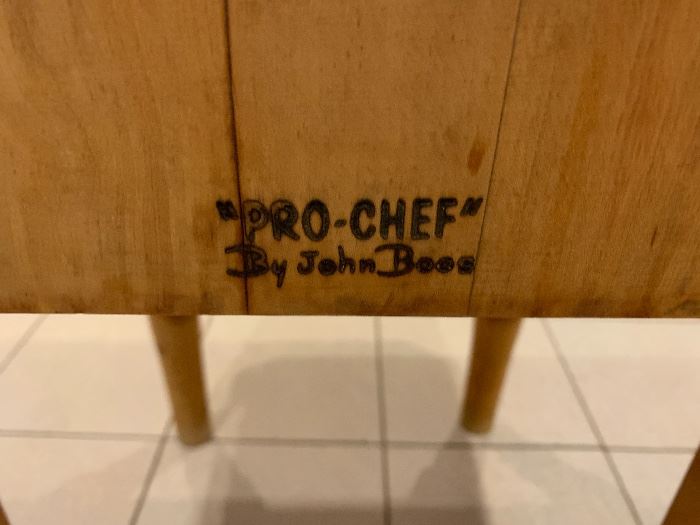 "PRO-CHEF"
By John Boos